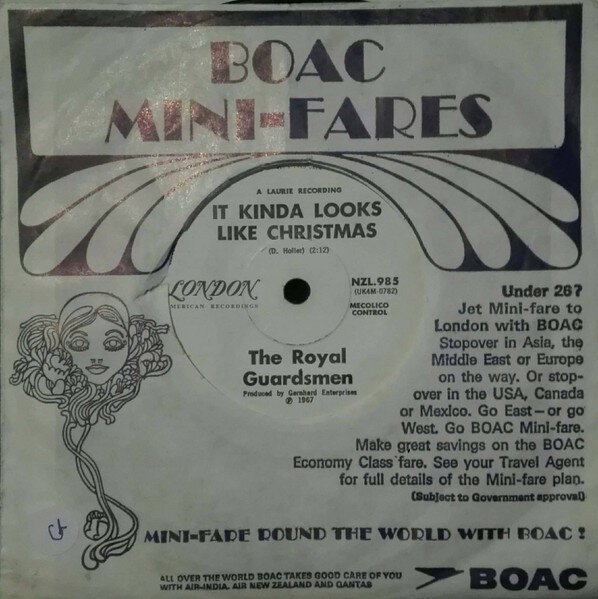 BOAC
MINI-FARES
A LAURIE RECORDING
IT KINDA LOOKS
LIKE CHRISTMAS
(D. Holler) (2:12)
LONDON
MERICAN RECORDINGS
NZL.985
(UK4M-0782)
MECOLICO
CONTROL
The Royal
Guardsmen
Produced by Gernhard Enterprises
℗ 1967
Under 26?
Jet Mini-fare to
London with BOAC
Stopover in Asia, the
Middle East or Europe
on the way. Or stop-
over in the USA, Canada
or Mexico. Go East-or go
West. Go BOAC Mini-fare.
Make great savings on the BOAC
Economy Class fare. See your Travel Agent
for full details of the Mini-fare plan.
(Subject to Government approval)
MINI-FARE ROUND THE WORLD WITH BOAC!
ALL OVER THE WORLD BOAC TAKES GOOD CARE OF YOU
WITH AIR-INDIA, AIR NEW ZEALAND AND QANTAS
BOAC